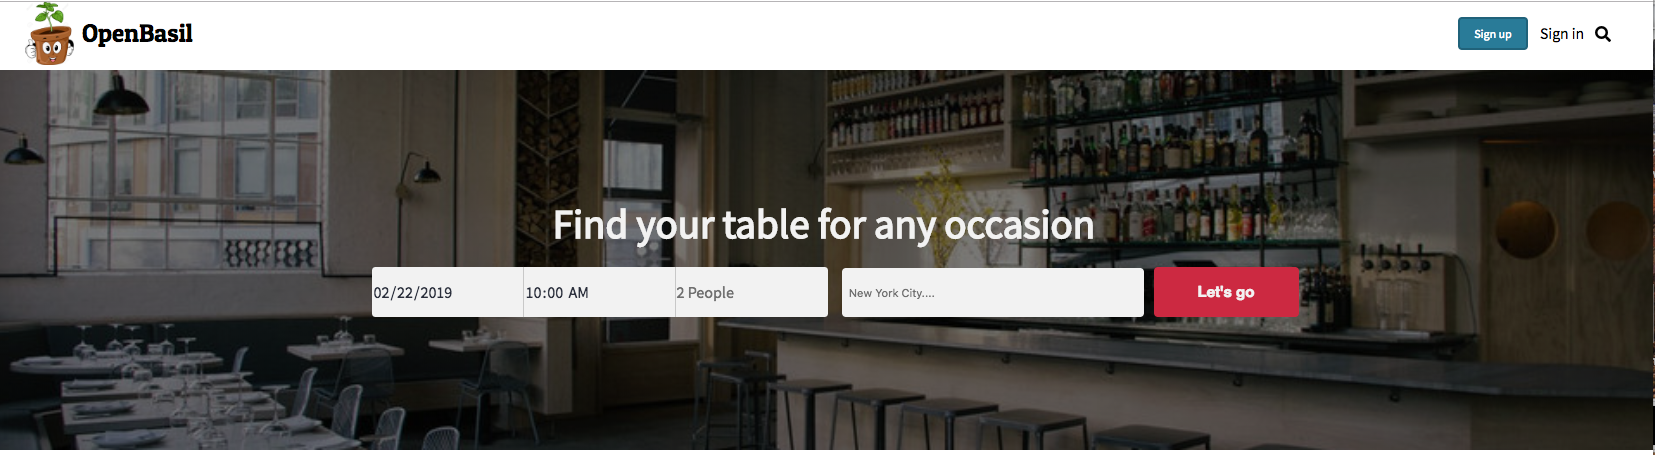 OpenBasil
Sign up
Sign in
Find your table for any occasion
02/22/2019
10:00 AM
2 People
New York City....
Let's go